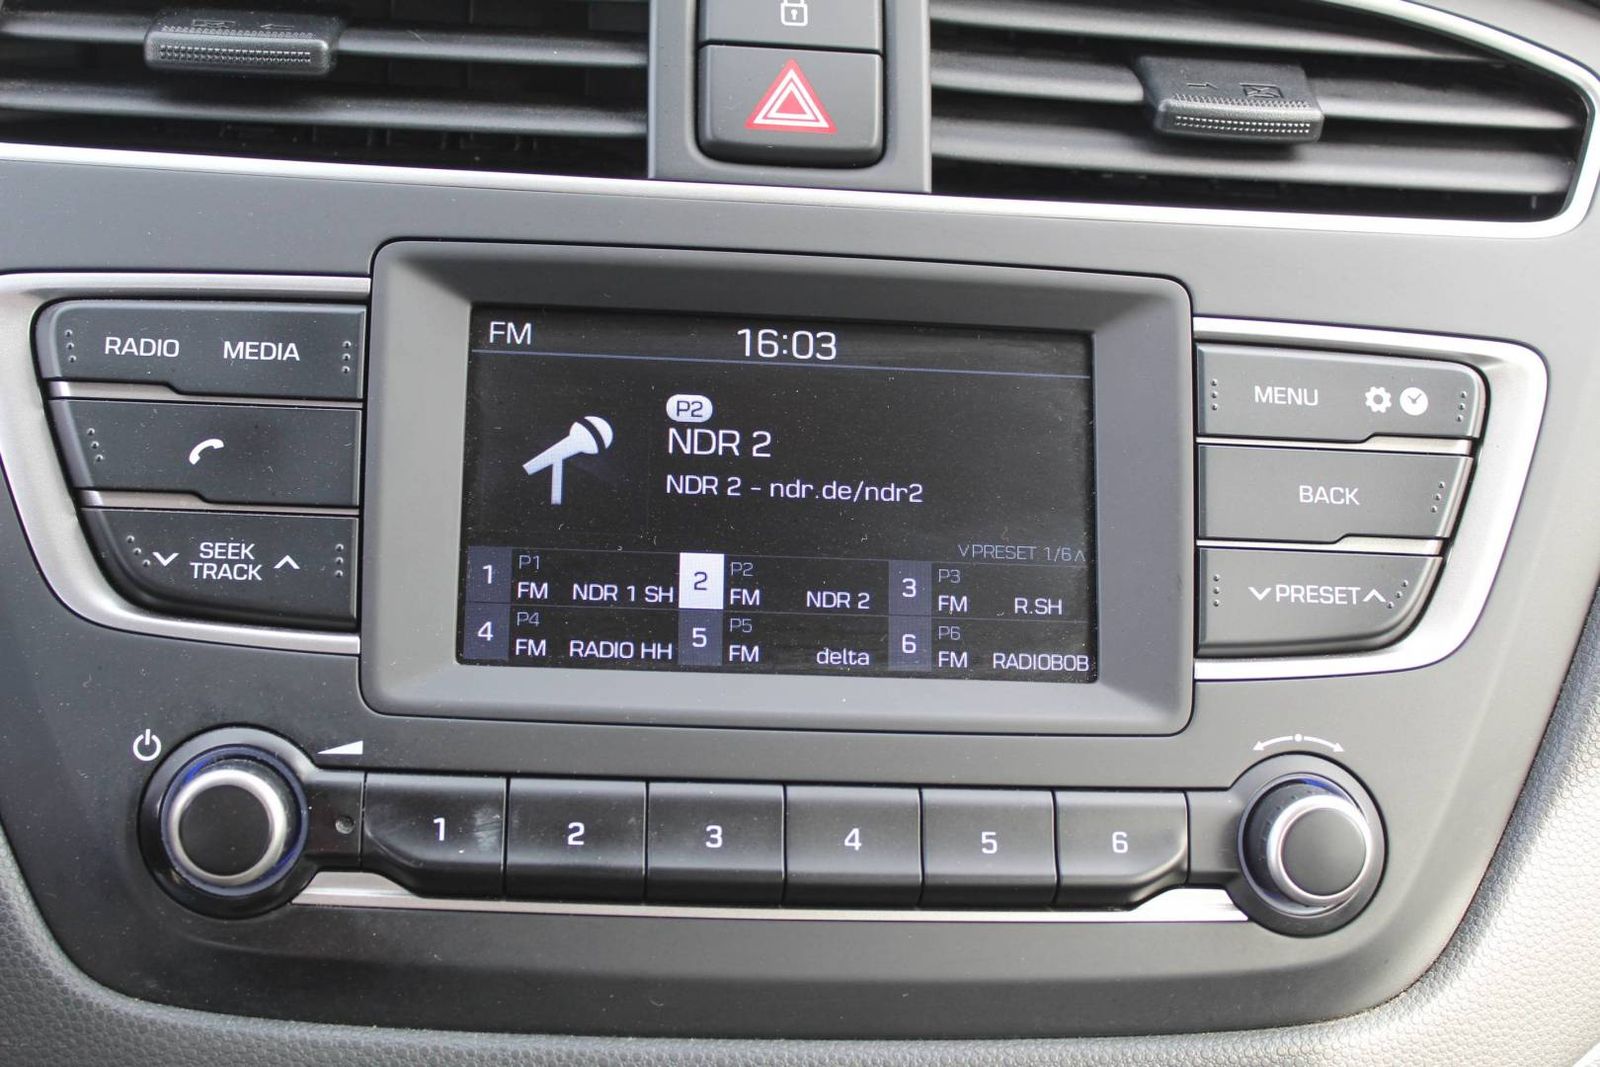 FM 16:03
P2
NDR 2
NDR 2 - ndr.de/ndr2
PRESET 1/6
1 P1 FM NDR 1 SH
2 P2 FM NDR 2
3 P3 FM R.SH
4 P4 FM RADIO HH
5 P5 FM delta
6 P6 FM RADIOBOB
RADIO MEDIA
SEEK
TRACK
MENU
BACK
PRESET
1 2 3 4 5 6